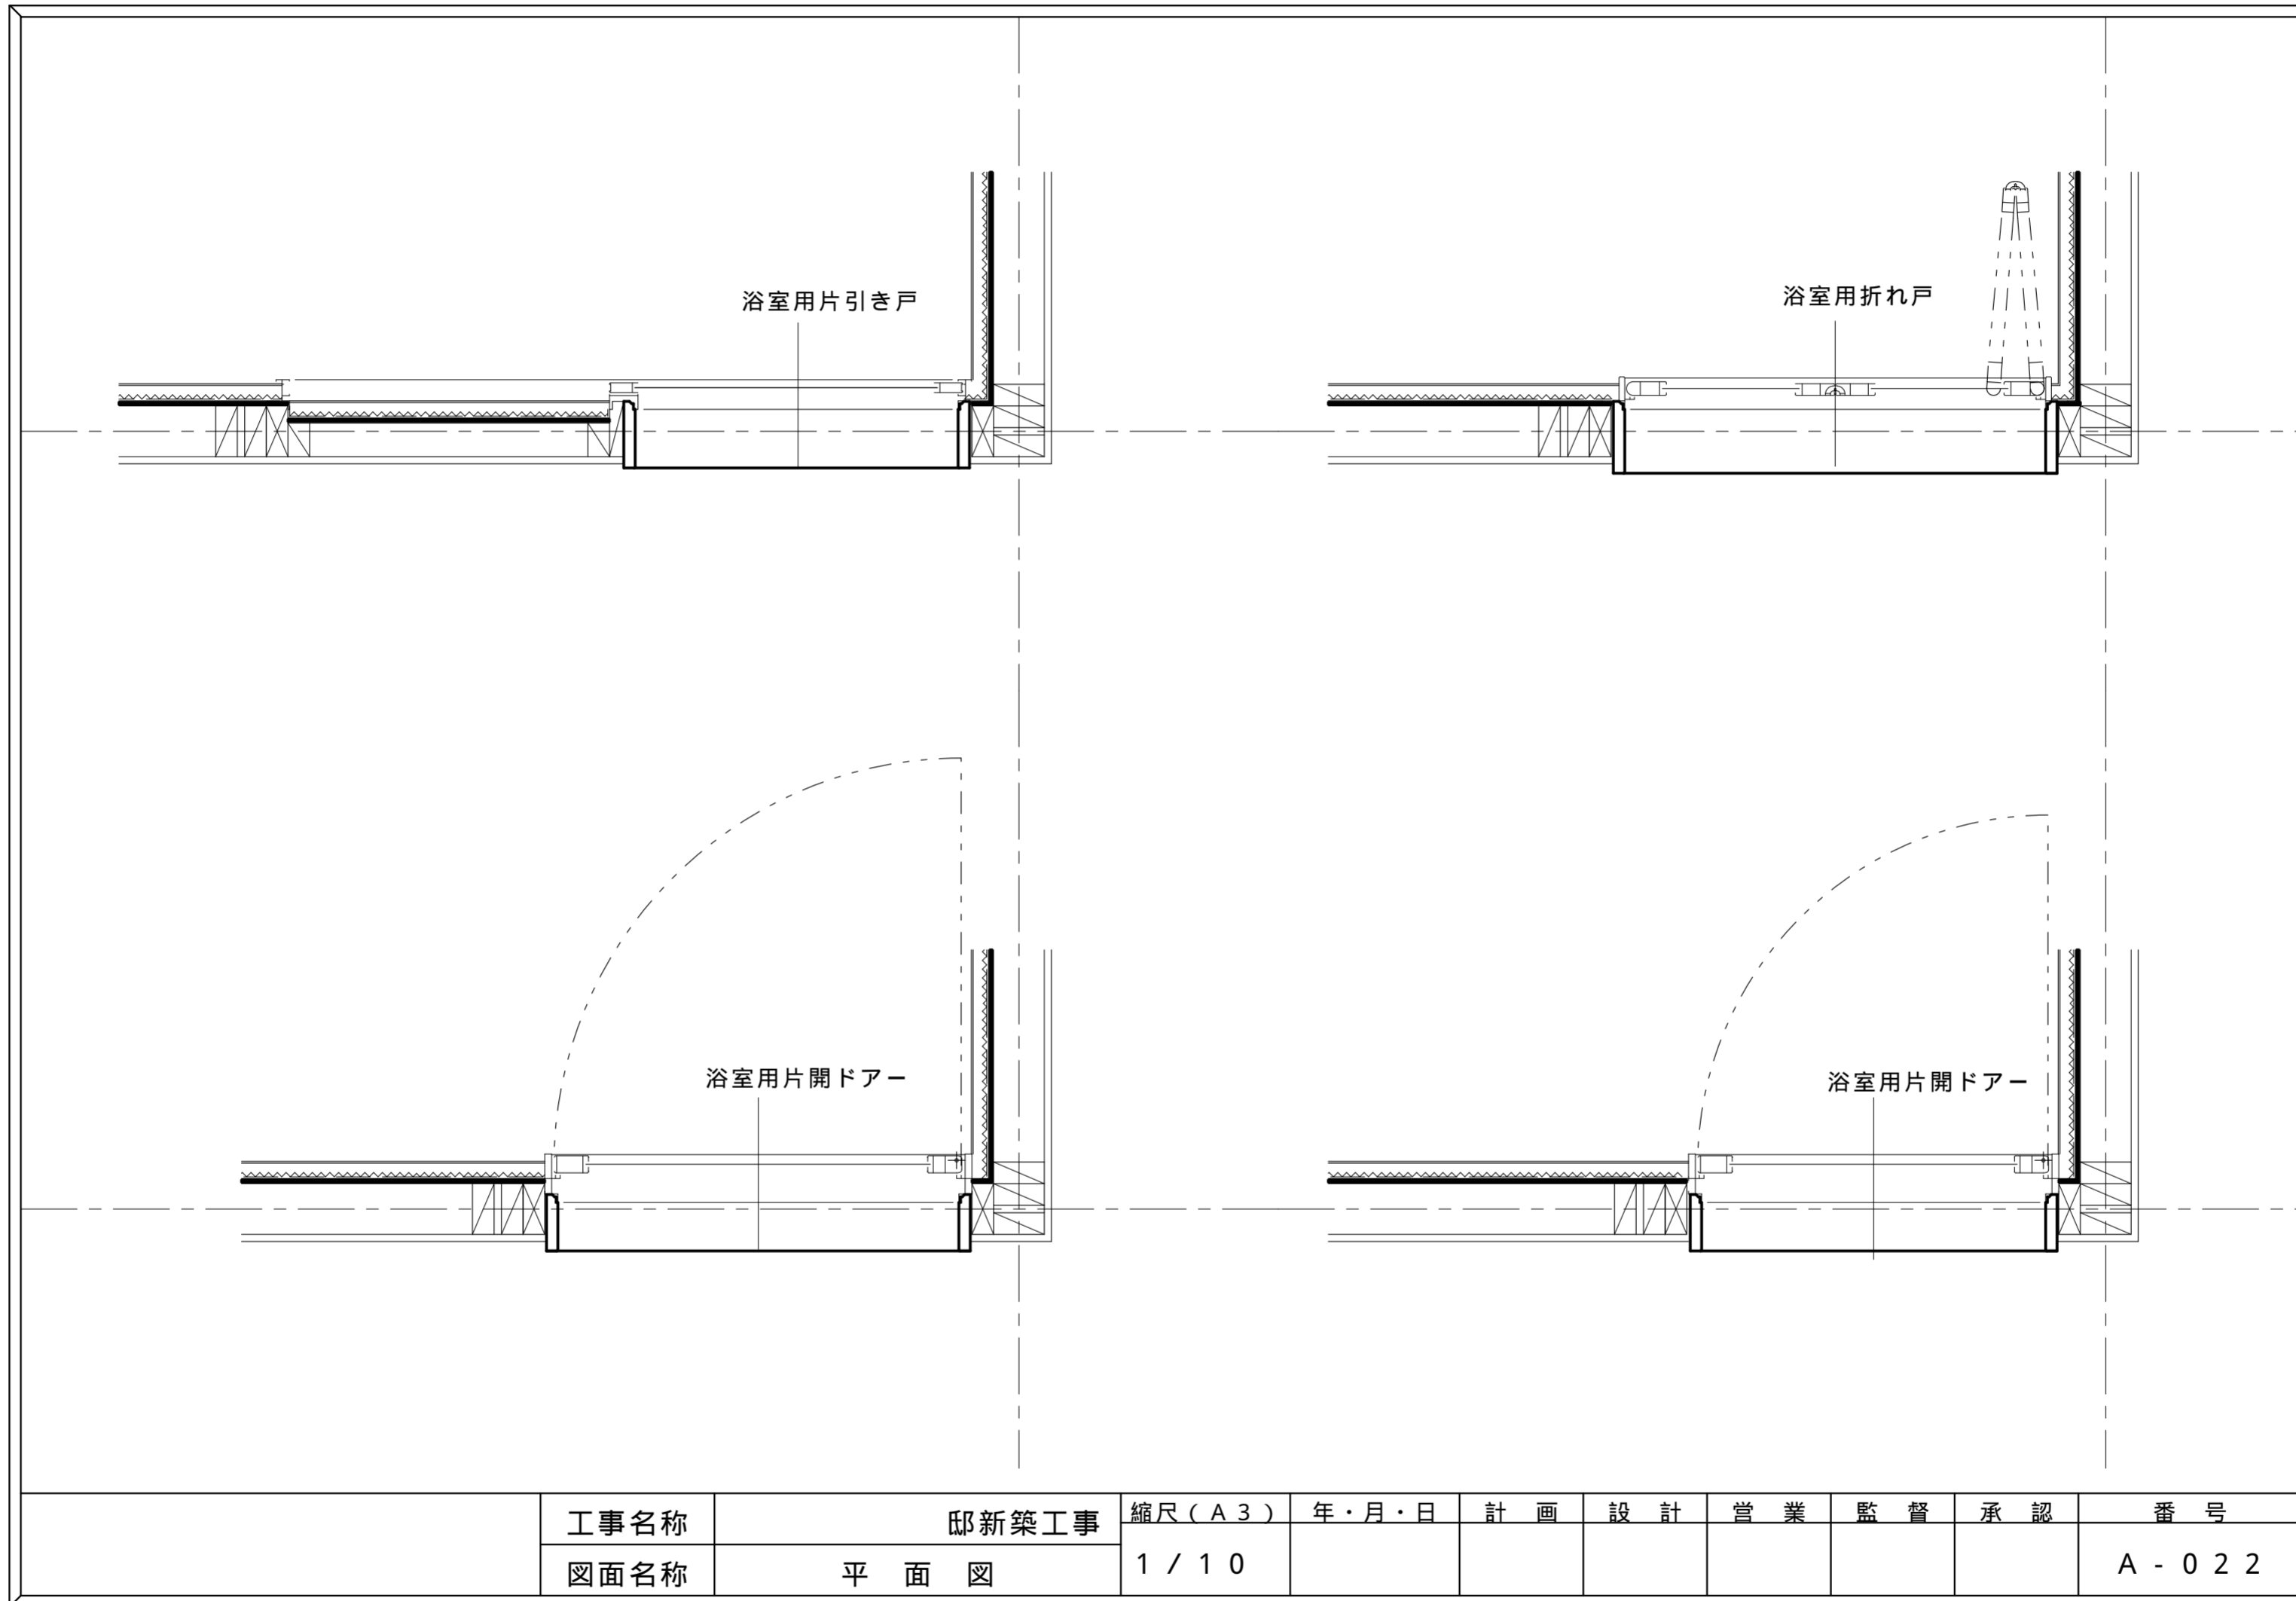 浴室用片引き戸
浴室用折れ戸
浴室用片開ドアー
浴室用片開ドアー
工事名称 邸新築工事
図面名称 平 面 図
縮尺(A3) 年・月・日 計 画 設 計 営 業 監 督 承 認 番 号
1/10 A-022